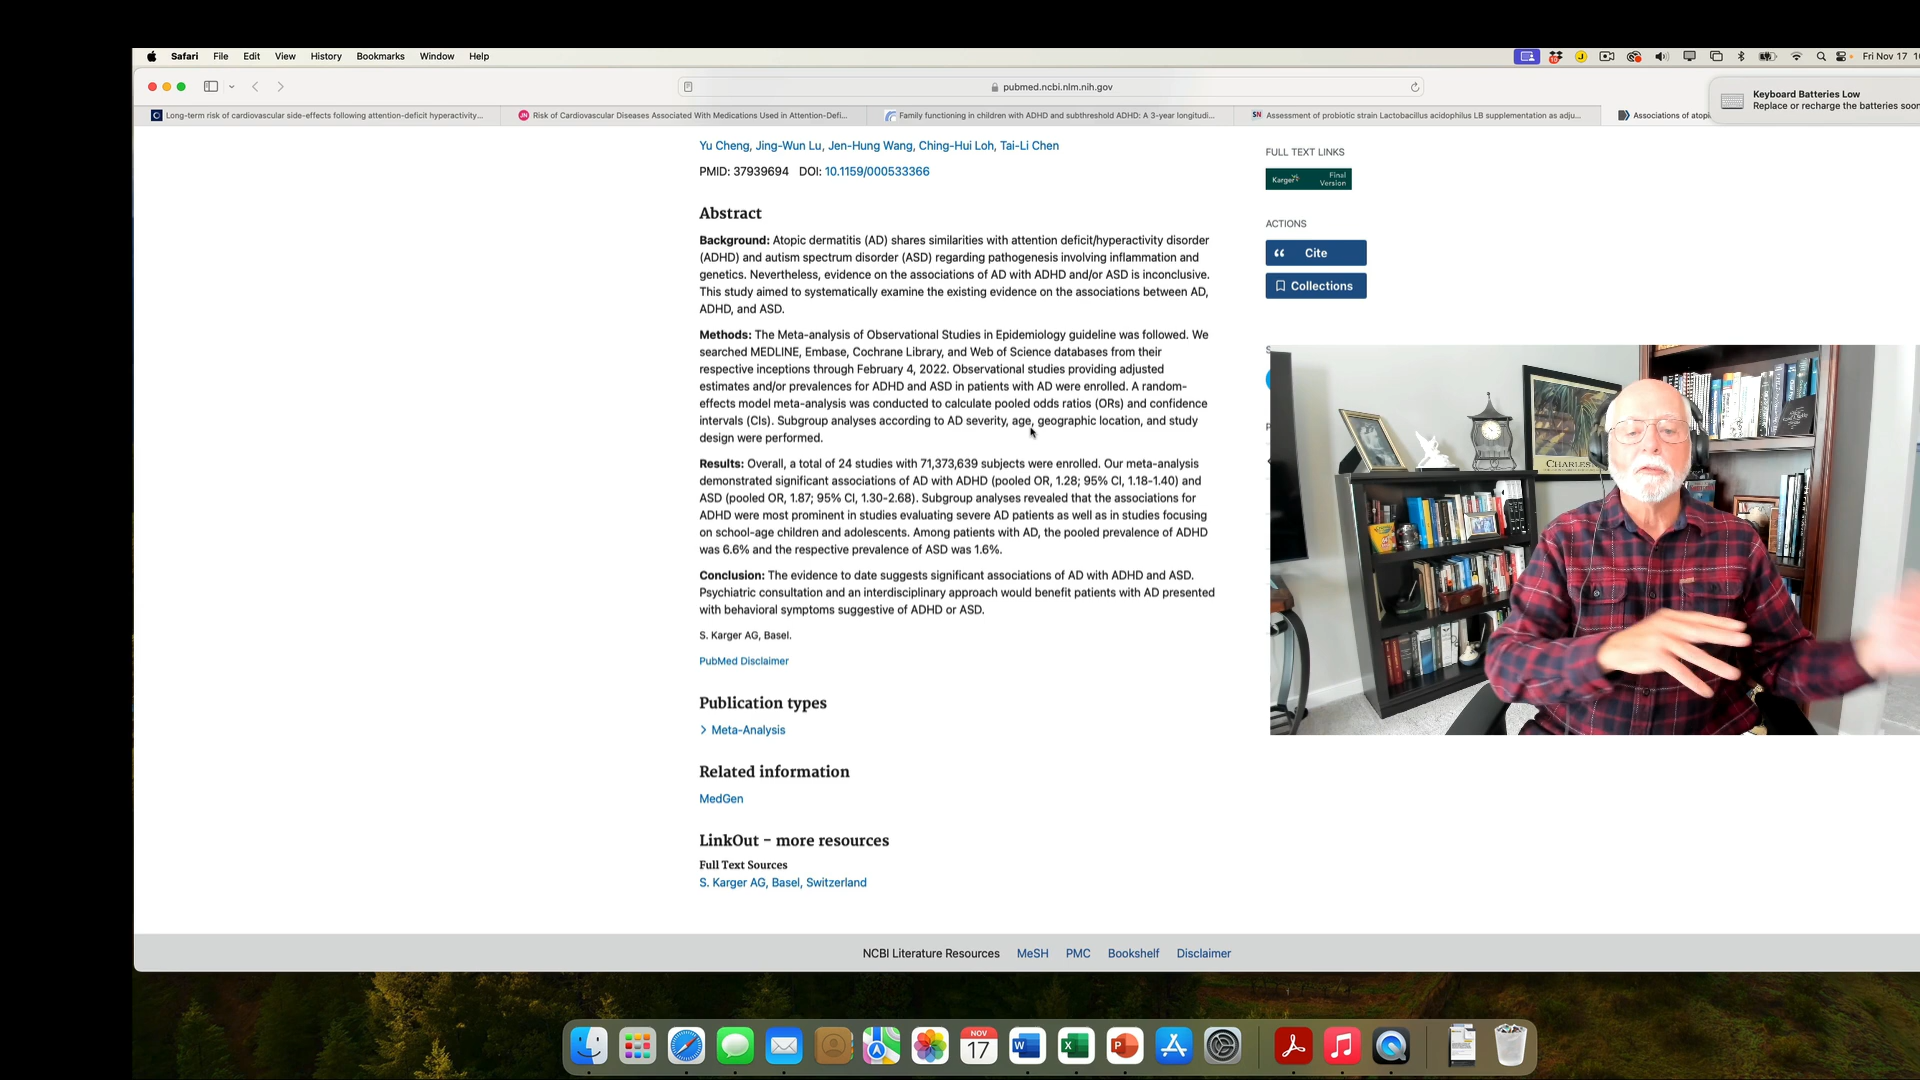 Safari File Edit View History Bookmarks Window Help
Fri Nov 17
pubmed.ncbi.nlm.nih.gov
Keyboard Batteries Low
Replace or recharge the batteries soon
Long-term risk of cardiovascular side-effects following attention-deficit hyperactivity...
Risk of Cardiovascular Diseases Associated With Medications Used in Attention-Defi...
Family functioning in children with ADHD and subthreshold ADHD: A 3-year longitudi...
Assessment of probiotic strain Lactobacillus acidophilus LB supplementation as adju...
Associations of atopi
Yu Cheng, Jing-Wun Lu, Jen-Hung Wang, Ching-Hui Loh, Tai-Li Chen
PMID: 37939694 DOI: 10.1159/000533366
Abstract
Background: Atopic dermatitis (AD) shares similarities with attention deficit/hyperactivity disorder
(ADHD) and autism spectrum disorder (ASD) regarding pathogenesis involving inflammation and
genetics. Nevertheless, evidence on the associations of AD with ADHD and/or ASD is inconclusive.
This study aimed to systematically examine the existing evidence on the associations between AD,
ADHD, and ASD.
Methods: The Meta-analysis of Observational Studies in Epidemiology guideline was followed. We
searched MEDLINE, Embase, Cochrane Library, and Web of Science databases from their
respective inceptions through February 4, 2022. Observational studies providing adjusted
estimates and/or prevalences for ADHD and ASD in patients with AD were enrolled. A random-
effects model meta-analysis was conducted to calculate pooled odds ratios (ORs) and confidence
intervals (CIs). Subgroup analyses according to AD severity, age, geographic location, and study
design were performed.
Results: Overall, a total of 24 studies with 71,373,639 subjects were enrolled. Our meta-analysis
demonstrated significant associations of AD with ADHD (pooled OR, 1.28; 95% CI, 1.18-1.40) and
ASD (pooled OR, 1.87; 95% CI, 1.30-2.68). Subgroup analyses revealed that the associations for
ADHD were most prominent in studies evaluating severe AD patients as well as in studies focusing
on school-age children and adolescents. Among patients with AD, the pooled prevalence of ADHD
was 6.6% and the respective prevalence of ASD was 1.6%.
Conclusion: The evidence to date suggests significant associations of AD with ADHD and ASD.
Psychiatric consultation and an interdisciplinary approach would benefit patients with AD presented
with behavioral symptoms suggestive of ADHD or ASD.
S. Karger AG, Basel.
PubMed Disclaimer
Publication types
Meta-Analysis
Related information
MedGen
LinkOut - more resources
Full Text Sources
S. Karger AG, Basel, Switzerland
FULL TEXT LINKS
Karger Final
Version
ACTIONS
Cite
Collections
CHARLES
NCBI Literature Resources MeSH PMC Bookshelf Disclaimer
NOV
17